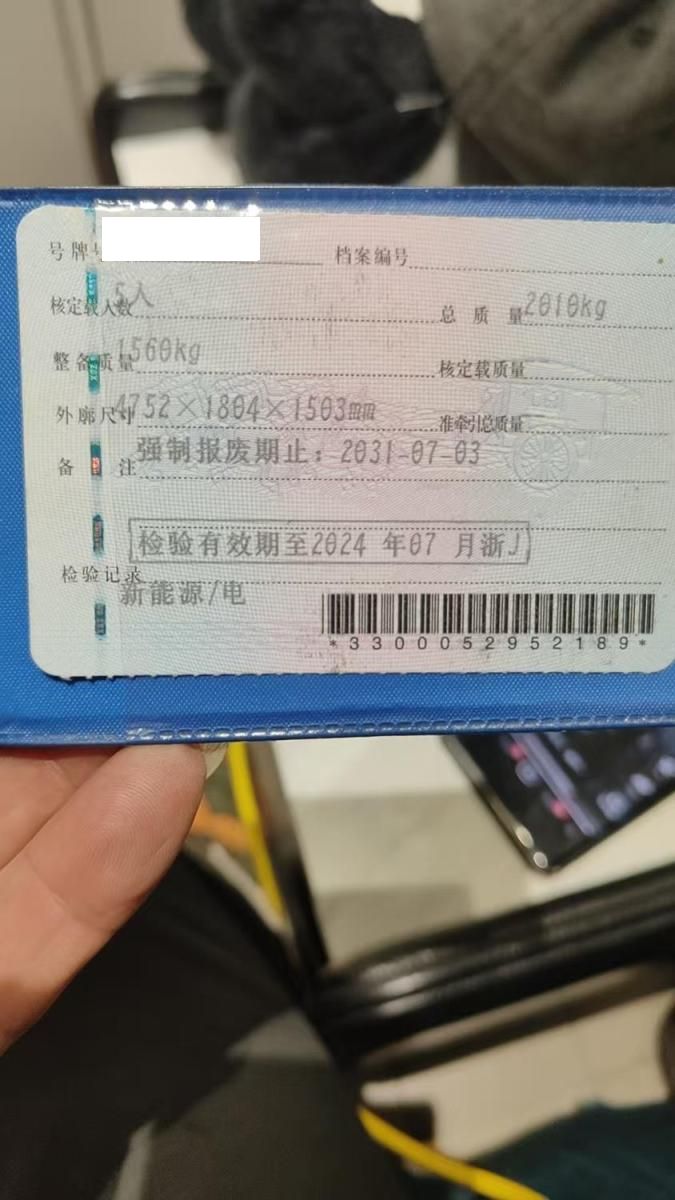 号牌号 档案编号
核定载人数 5人 总质量 2010kg
整备质量 1560kg 核定载质量
外廓尺寸 4752×1804×1503mm 准牵引总质量
备注 强制报废期止：2031-07-03
检验有效期至2024 年07 月浙J
检验记录
新能源/电
*3300052952189*